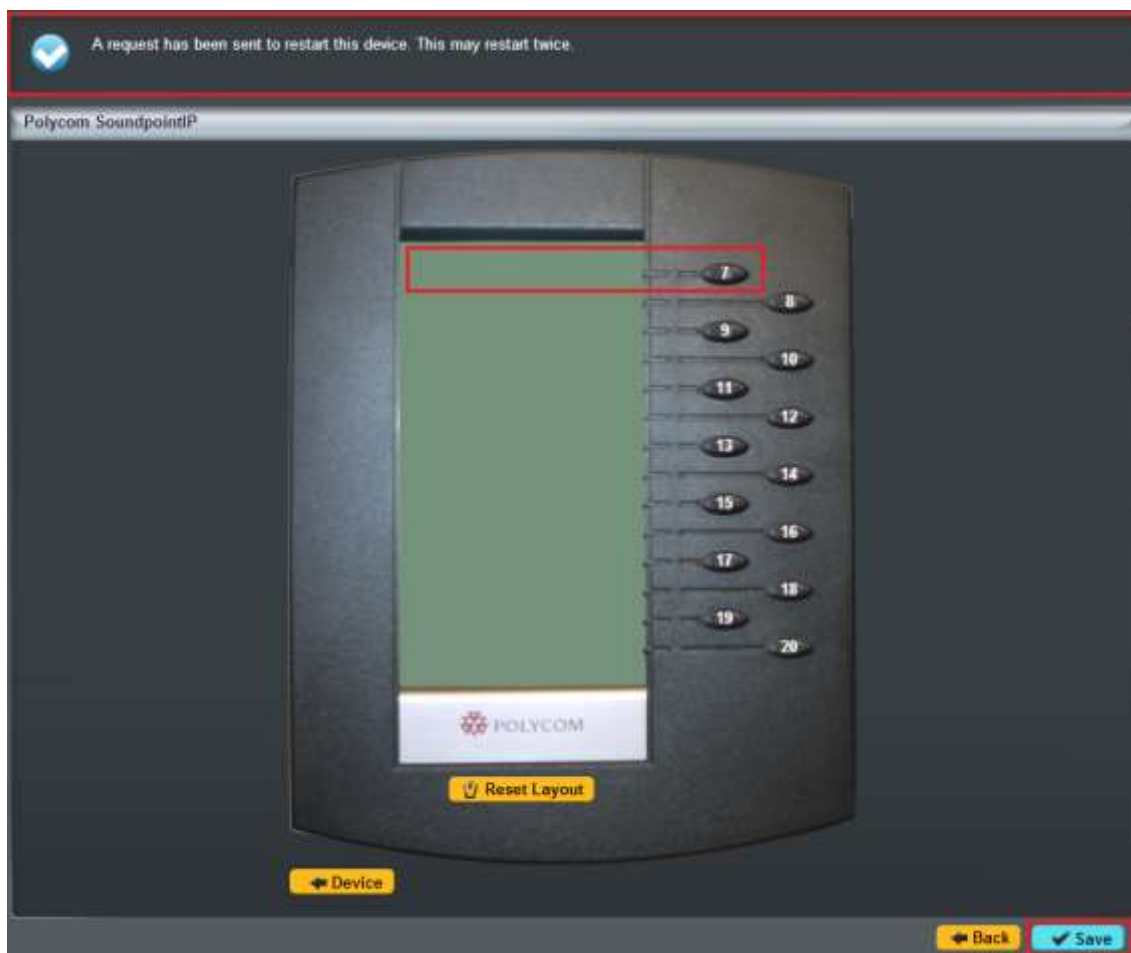 A request has been sent to restart this device. This may restart twice.
Polycom SoundpointIP
7
8
9
10
11
12
13
14
15
16
17
18
19
20
POLYCOM
Reset Layout
Device
Back
Save